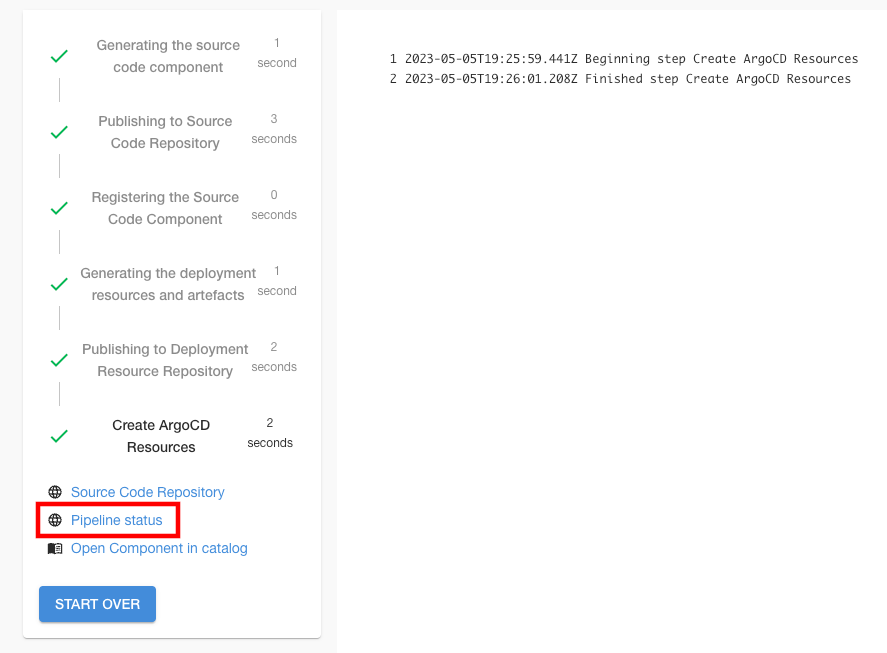 Generating the source
code component
1
second
Publishing to Source
Code Repository
3
seconds
Registering the Source
Code Component
0
seconds
Generating the deployment
resources and artefacts
1
second
Publishing to Deployment
Resource Repository
2
seconds
Create ArgoCD
Resources
2
seconds
Source Code Repository
Pipeline status
Open Component in catalog
START OVER
1 2023-05-05T19:25:59.441Z Beginning step Create ArgoCD Resources
2 2023-05-05T19:26:01.208Z Finished step Create ArgoCD Resources